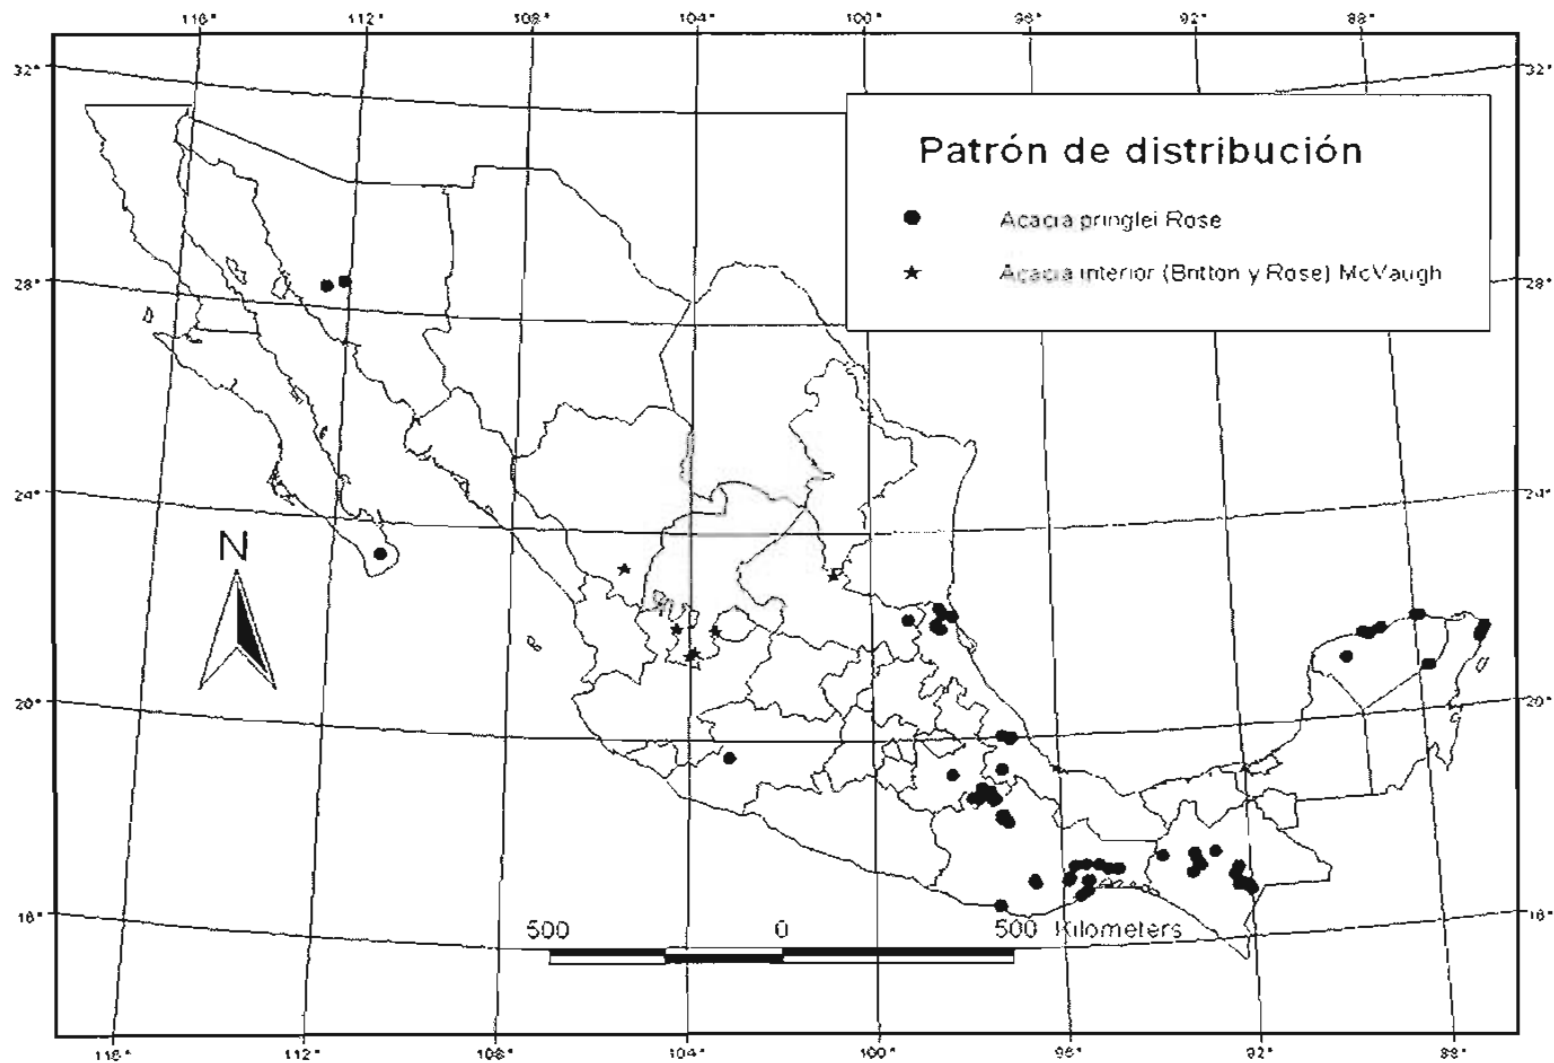 116° 112° 108° 104° 100° 96° 92° 88°
32° 32°
Patrón de distribución
Acacia pringlei Rose
Acacia interior (Britton y Rose) McVaugh
28° 28°
24° 24°
N
20° 20°
16° 16°
500 0 500 Kilometers
116° 112° 108° 104° 100° 96° 92° 88°